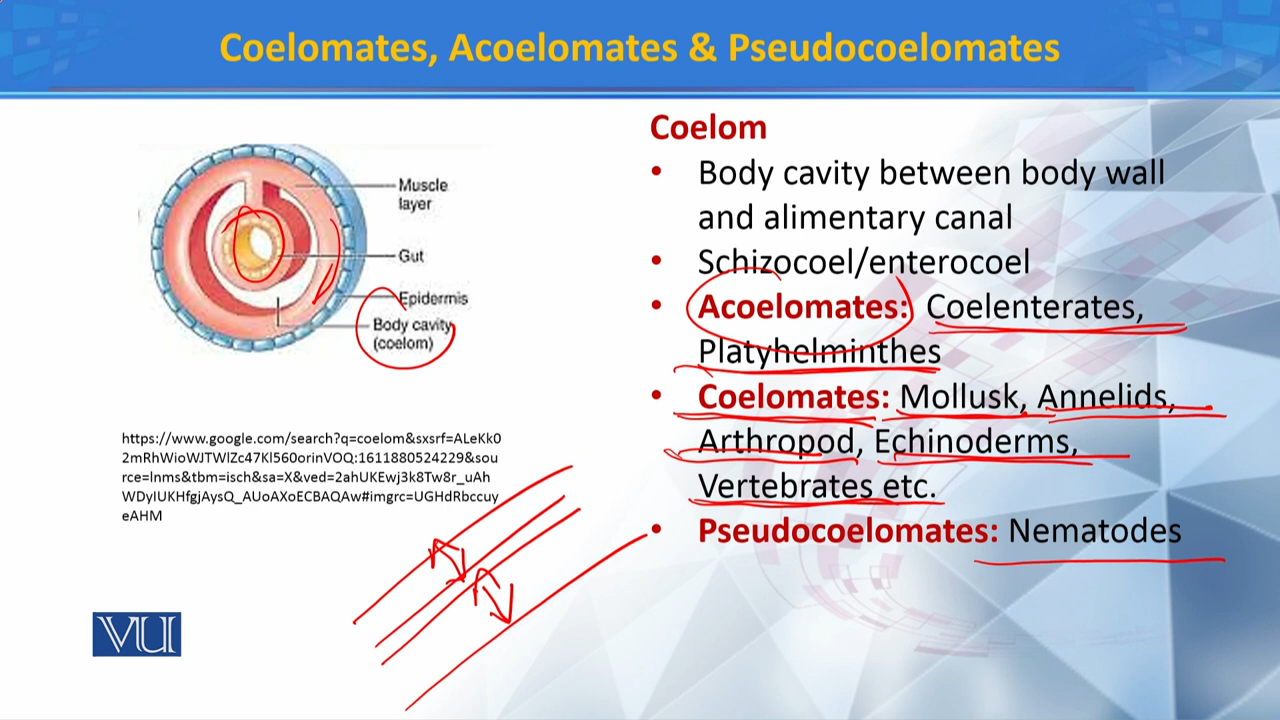 Coelomates, Acoelomates & Pseudocoelomates
Muscle
layer
Gut
Epidermis
Body cavity
(coelom)
https://www.google.com/search?q=coelom&sxsrf=ALeKk0
2mRhWioWJTWlZc47Kl560orinVOQ:1611880524229&sou
rce=lnms&tbm=isch&sa=X&ved=2ahUKEwj3k8Tw8r_uAh
WDyIUKHfgjAysQ_AUoAXoECBAQAw#imgrc=UGHdRbccuy
eAHM
VU
Coelom
• Body cavity between body wall
and alimentary canal
• Schizocoel/enterocoel
• Acoelomates: Coelenterates,
Platyhelminthes
• Coelomates: Mollusk, Annelids,
Arthropod, Echinoderms,
Vertebrates etc.
• Pseudocoelomates: Nematodes